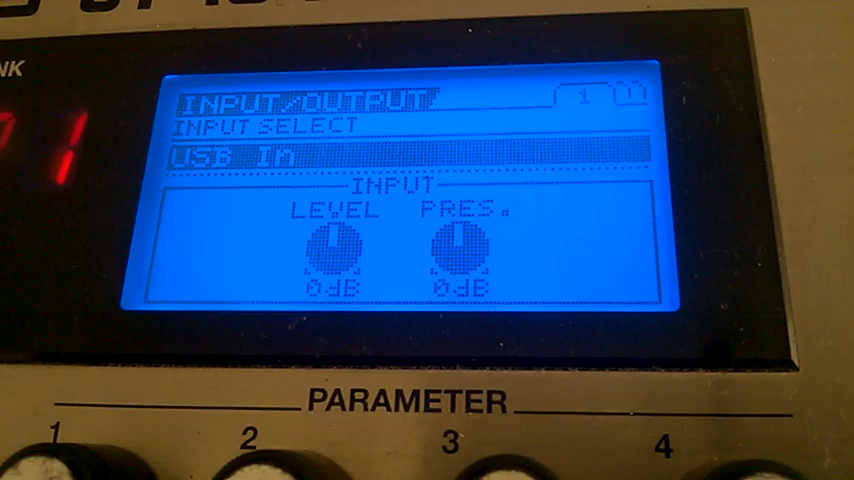 INPUT/OUTPUT 1
INPUT SELECT
USB In
INPUT
LEVEL PRES.
0dB 0dB
PARAMETER
1 2 3 4